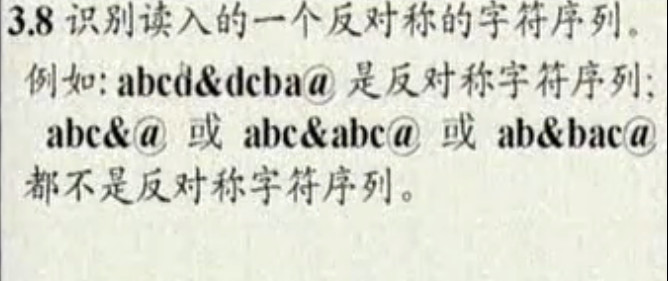 3.8 识别读入的一个反对称的字符序列。
例如: abcd&dcba@ 是反对称字符序列;
abc&@ 或 abc&abc@ 或 ab&bac@
都不是反对称字符序列。